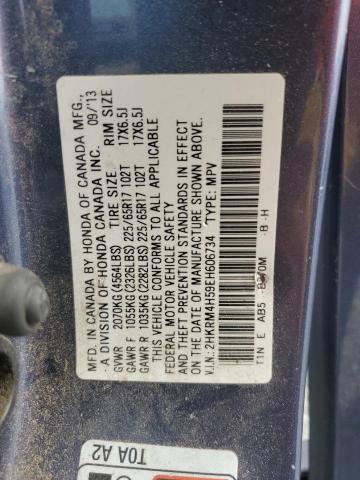 MFD. IN CANADA BY HONDA OF CANADA MFG.,
-A DIVISION OF HONDA CANADA INC. 09/'13
TIRE SIZE RIM SIZE
GVWR 2070KG (4564LBS)
GAWR F 1055KG (2326LBS) 225/65R17 102T 17X6.5J
GAWR R 1035KG (2282LBS) 225/65R17 102T 17X6.5J
THIS VEHICLE CONFORMS TO ALL APPLICABLE
FEDERAL MOTOR VEHICLE SAFETY
AND THEFT PREVENTION STANDARDS IN EFFECT
ON THE DATE OF MANUFACTURE SHOWN ABOVE.
V.I.N.: 2HKRM4H59EH606734 TYPE: MPV
T1N E AB5 B B-H
T0A A2